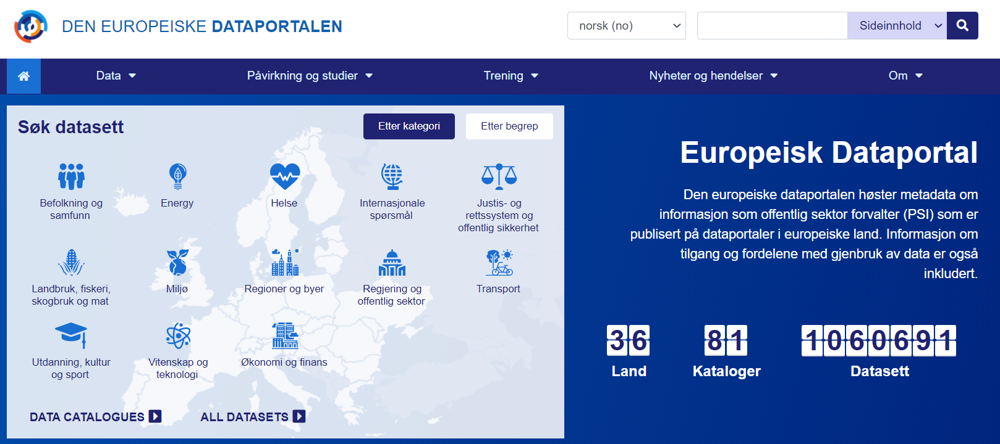 DEN EUROPEISKE DATAPORTALEN
norsk (no)
Sideinnhold
Data
Påvirkning og studier
Trening
Nyheter og hendelser
Om
Søk datasett
Etter kategori
Etter begrep
Befolkning og
samfunn
Energy
Helse
Internasjonale
spørsmål
Justis- og
rettssystem og
offentlig sikkerhet
Landbruk, fiskeri,
skogbruk og mat
Miljø
Regioner og byer
Regjering og
offentlig sektor
Transport
Utdanning, kultur
og sport
Vitenskap og
teknologi
Økonomi og finans
DATA CATALOGUES
ALL DATASETS
Europeisk Dataportal
Den europeiske dataportalen høster metadata om
informasjon som offentlig sektor forvalter (PSI) som er
publisert på dataportaler i europeiske land. Informasjon om
tilgang og fordelene med gjenbruk av data er også
inkludert.
36
Land
81
Kataloger
1060691
Datasett